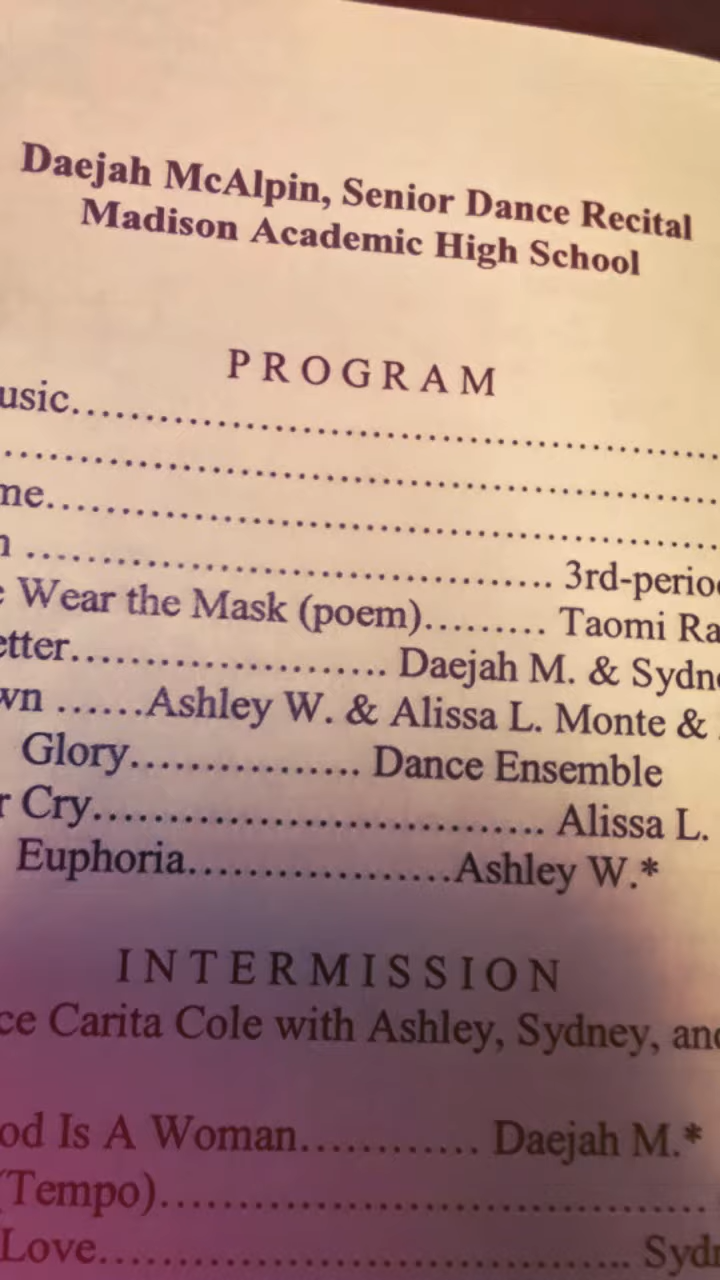 Daejah McAlpin, Senior Dance Recital
Madison Academic High School
PROGRAM
usic..........................................
..............................................
me............................................
n .................................. 3rd-perio
Wear the Mask (poem)......... Taomi Ra
etter........................ Daejah M. & Sydn
wn ......Ashley W. & Alissa L. Monte &
Glory................. Dance Ensemble
r Cry.................................. Alissa L.
Euphoria...................Ashley W.*
INTERMISSION
ce Carita Cole with Ashley, Sydney, and
od Is A Woman............ Daejah M.*
(Tempo).......................................
Love....................................... Sydn